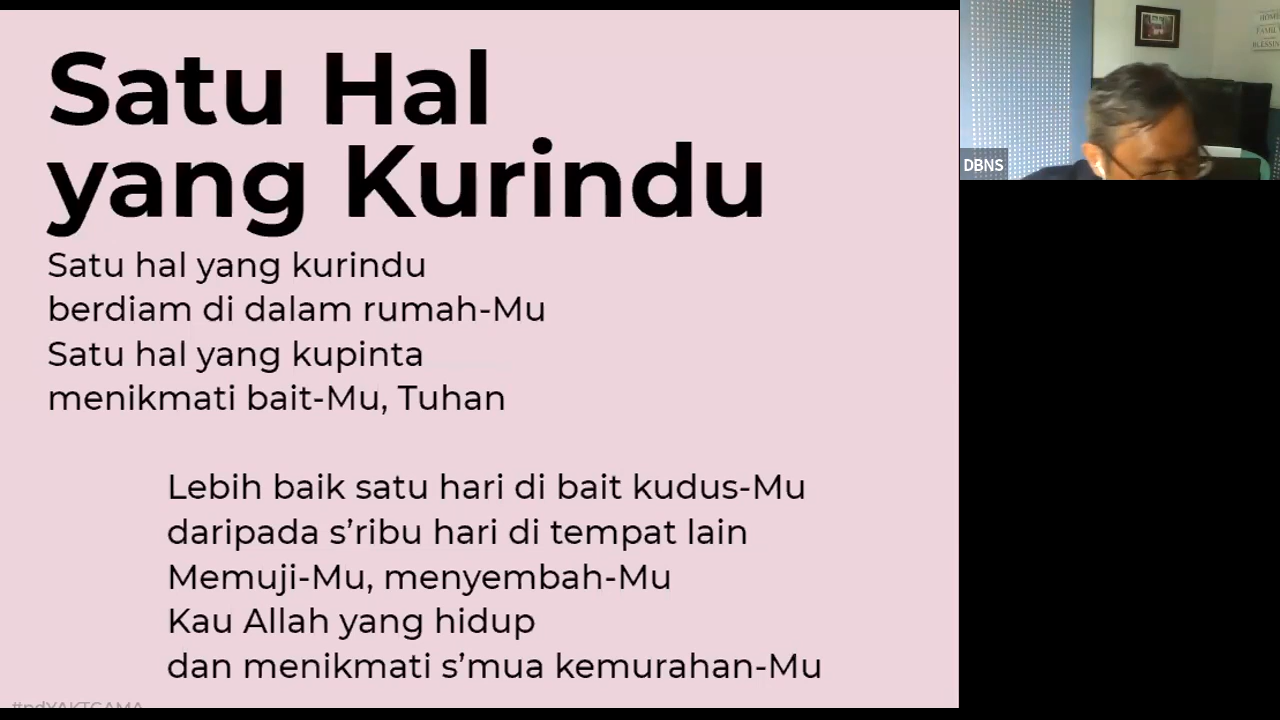 Satu Hal
yang Kurindu
Satu hal yang kurindu
berdiam di dalam rumah-Mu
Satu hal yang kupinta
menikmati bait-Mu, Tuhan
Lebih baik satu hari di bait kudus-Mu
daripada s’ribu hari di tempat lain
Memuji-Mu, menyembah-Mu
Kau Allah yang hidup
dan menikmati s’mua kemurahan-Mu
DBNS